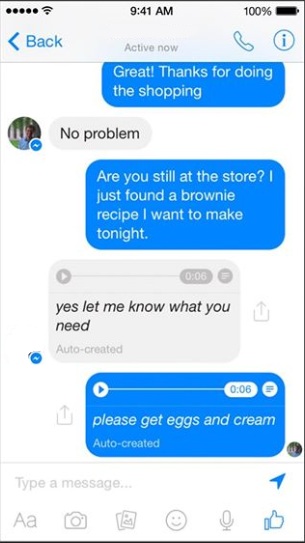 9:41 AM
100%
Back
Active now
Great! Thanks for doing
the shopping
No problem
Are you still at the store? I
just found a brownie
recipe I want to make
tonight.
0:06
yes let me know what you
need
Auto-created
0:06
please get eggs and cream
Auto-created
Type a message...
Aa